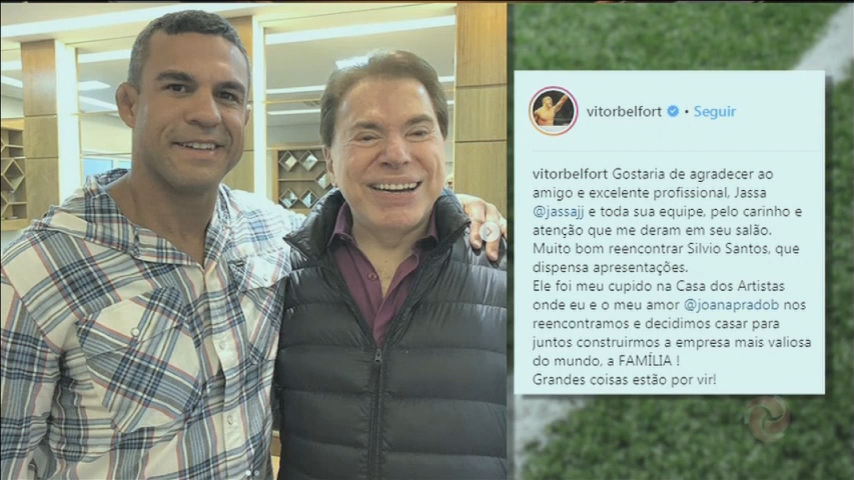 vitorbelfort • Seguir
vitorbelfort Gostaria de agradecer ao
amigo e excelente profissional, Jassa
@jassajj e toda sua equipe, pelo carinho e
atenção que me deram em seu salão.
Muito bom reencontrar Silvio Santos, que
dispensa apresentações.
Ele foi meu cupido na Casa dos Artistas
onde eu e o meu amor @joanapradob nos
reencontramos e decidimos casar para
juntos construirmos a empresa mais valiosa
do mundo, a FAMÍLIA !
Grandes coisas estão por vir!